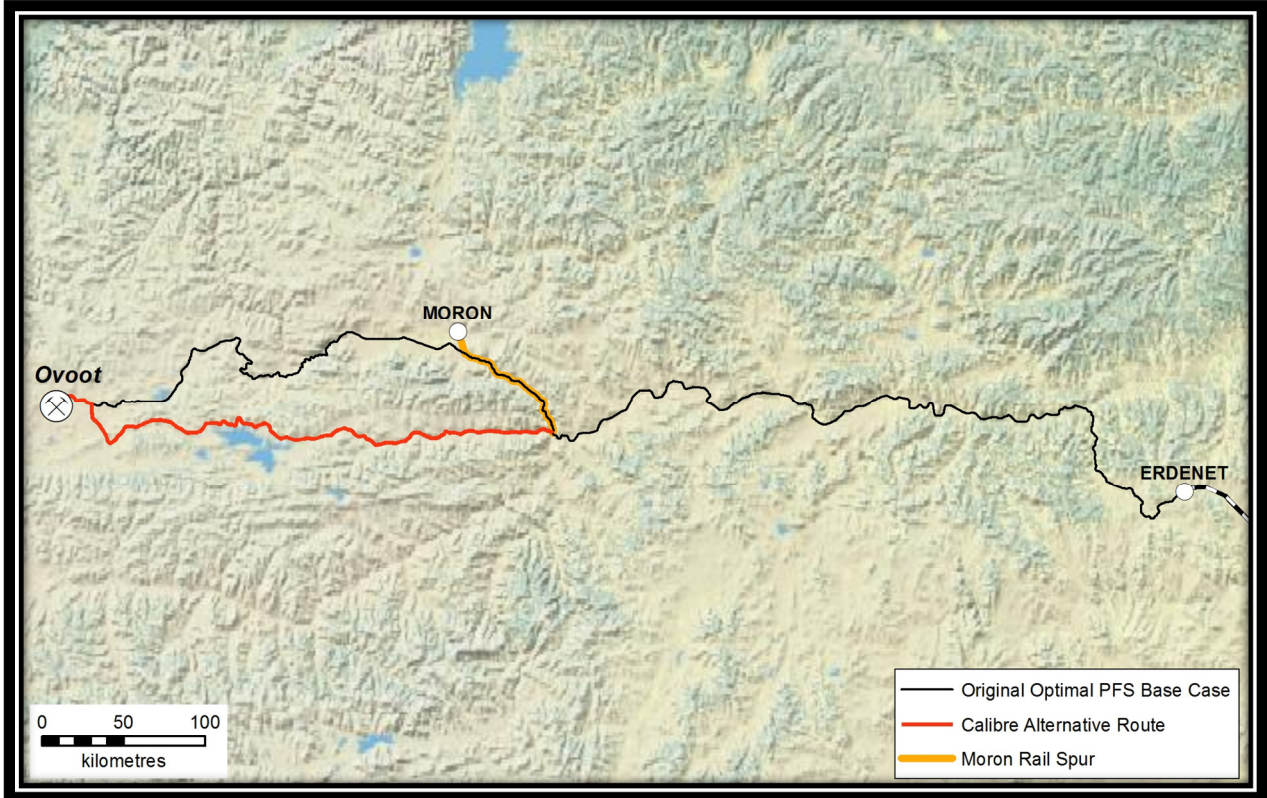 MORON
Ovoot
ERDENET
0 50 100
kilometres
Original Optimal PFS Base Case
Calibre Alternative Route
Moron Rail Spur